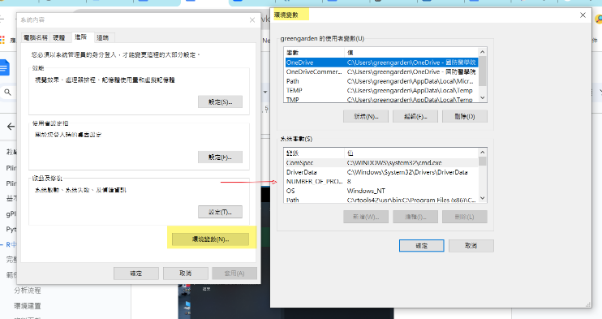 系統內容
電腦名稱 硬體 進階 遠端
您必須以系統管理員的身分登入，才能變更這裡的大部分設定。
效能
視覺效果、處理器排程、記憶體使用量和虛擬記憶體
設定(S)...
使用者設定檔
關於您登入時的桌面設定
設定(E)...
啟動及修復
系統啟動、系統失敗、及偵錯資訊
設定(T)...
環境變數(N)...
確定
取消
套用(A)
環境變數
greengarden 的使用者變數(U)
變數 值
OneDrive C:\Users\greengarden\OneDrive - 國防醫學院
OneDriveCommer... C:\Users\greengarden\OneDrive - 國防醫學院
Path C:\Users\greengarden\AppData\Local\Micr...
TEMP C:\Users\greengarden\AppData\Local\Temp
TMP C:\Users\greengarden\AppData\Local\Temp
新增(N)...
編輯(E)...
刪除(D)
系統變數(S)
變數 值
ComSpec C:\WINDOWS\system32\cmd.exe
DriverData C:\Windows\System32\Drivers\DriverData
NUMBER_OF_PRO... 8
OS Windows_NT
Path C:\rtools42\usr\bin;C:\Program Files (x86)\C...
新增(W)...
編輯(I)...
刪除(L)
確定
取消
分析流程
環境建置